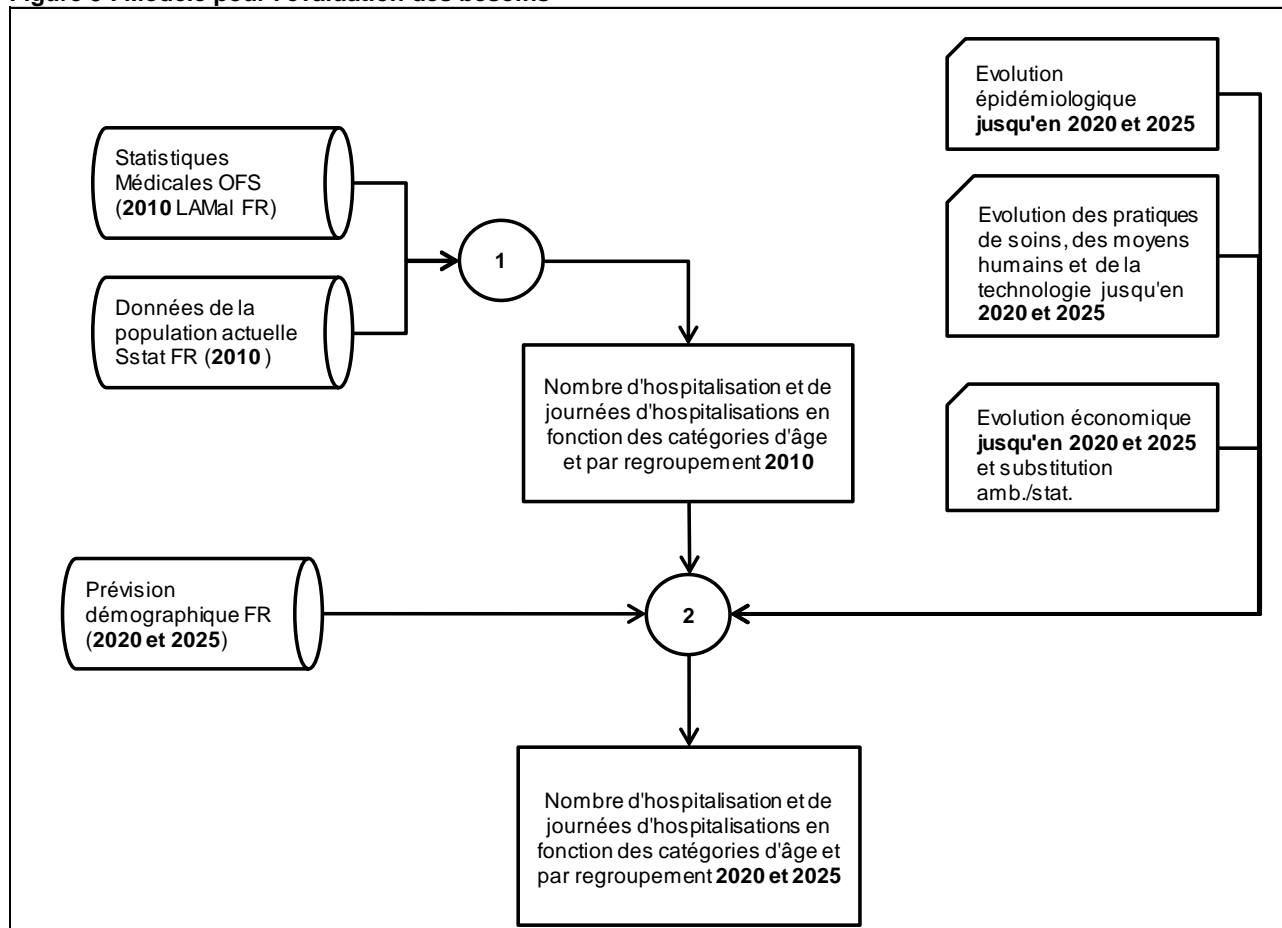 Figure 3 : Modèle pour l'évaluation des besoins
Statistiques
Médicales OFS
(2010 LAMal FR)
Données de la
population actuelle
Sstat FR (2010 )
1
Nombre d'hospitalisation et de
journées d'hospitalisations en
fonction des catégories d'âge
et par regroupement 2010
Evolution
épidémiologique
jusqu'en 2020 et 2025
Evolution des pratiques
de soins, des moyens
humains et de la
technologie jusqu'en
2020 et 2025
Evolution économique
jusqu'en 2020 et 2025
et substitution
amb./stat.
Prévision
démographique FR
(2020 et 2025)
2
Nombre d'hospitalisation et de
journées d'hospitalisations en
fonction des catégories d'âge et
par regroupement 2020 et 2025